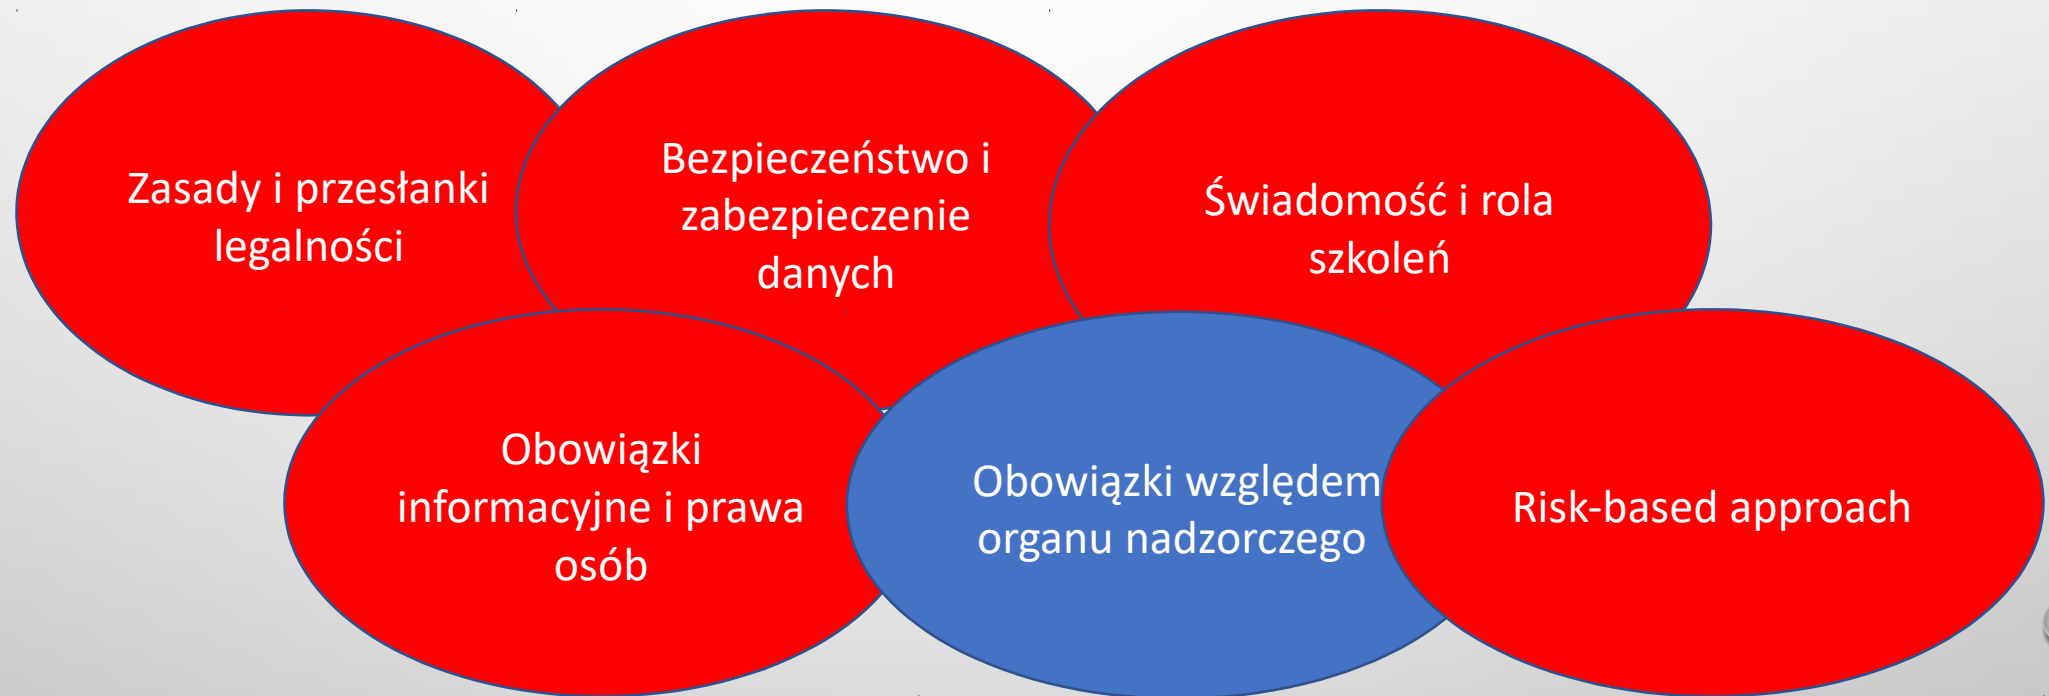 Zasady i przesłanki
legalności
Bezpieczeństwo i
zabezpieczenie
danych
Świadomość i rola
szkoleń
Obowiązki
informacyjne i prawa
osób
Obowiązki względem
organu nadzorczego
Risk-based approach